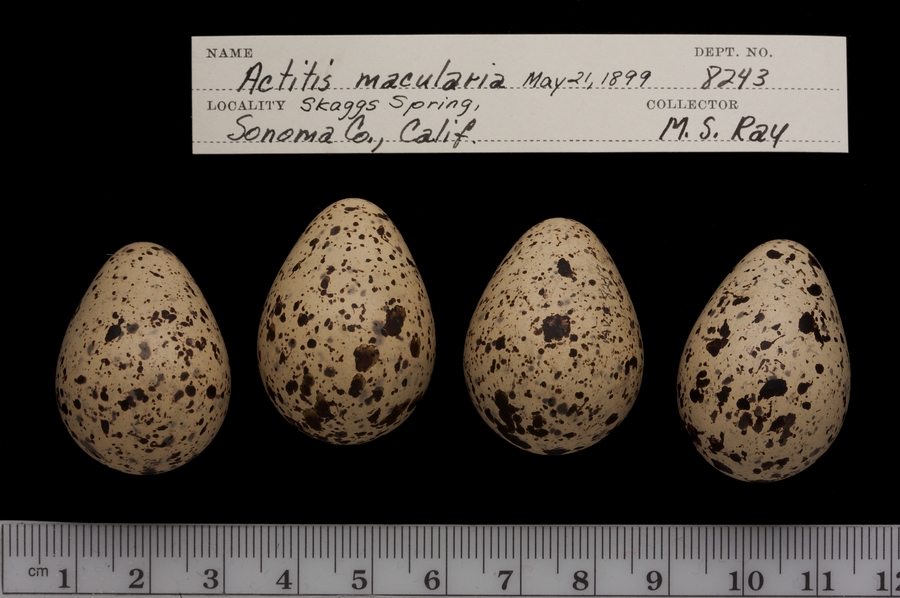 NAME DEPT. NO.
Actitis macularia May-21, 1899 8243
LOCALITY Skaggs Spring, COLLECTOR
Sonoma Co., Calif. M. S. Ray
cm 1 2 3 4 5 6 7 8 9 10 11 12